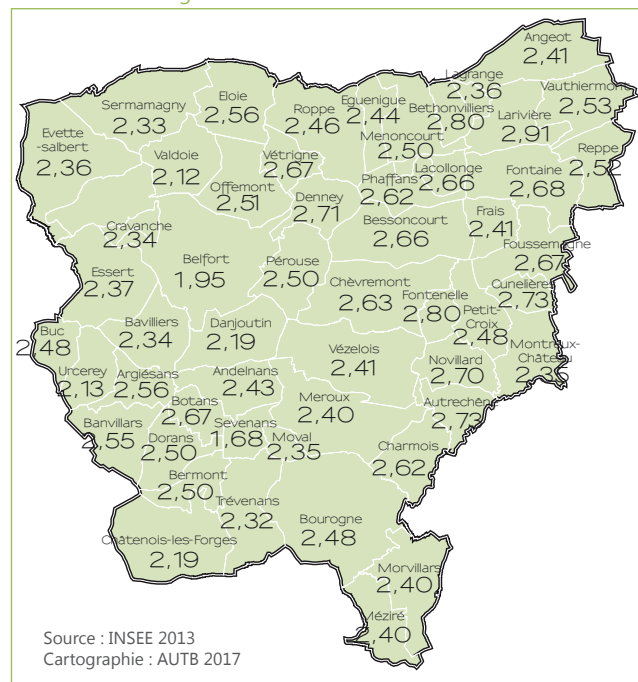 Angeot
2,41
Lagrange
2,36
Vauthiermont
2,53
Eloie
2,56
Sermamagny
2,33
Roppe
2,46
Eguenigue
2,44
Bethonvilliers
2,80
Larivière
2,91
Evette
-salbert
2,36
Menoncourt
2,50
Reppe
2,52
Valdoie
2,12
Vétrigne
2,67
Lacollonge
2,66
Fontaine
2,68
Phaffans
2,62
Offemont
2,51
Denney
2,71
Frais
2,41
Bessoncourt
2,66
Cravanche
2,34
Foussemagne
2,67
Belfort
1,95
Pérouse
2,50
Essert
2,37
Chèvremont
2,63
Cunelières
2,73
Fontenelle
2,80
Petit-
Croix
2,48
Bavilliers
2,34
Danjoutin
2,19
Buc
2,48
Montreux-
Château
Vézelois
2,41
Novillard
2,70
Urcerey
2,13
Argiésans
2,56
Andelnans
2,43
Botans
2,67
Meroux
2,40
Autrechêne
2,73
Banvillars
2,55
Sevenans
1,68
Dorans
2,50
Moval
2,35
Charmois
2,62
Bermont
2,50
Trévenans
2,32
Bourogne
2,48
Châtenois-les-Forges
2,19
Morvillars
2,40
Méziré
,40
Source : INSEE 2013
Cartographie : AUTB 2017